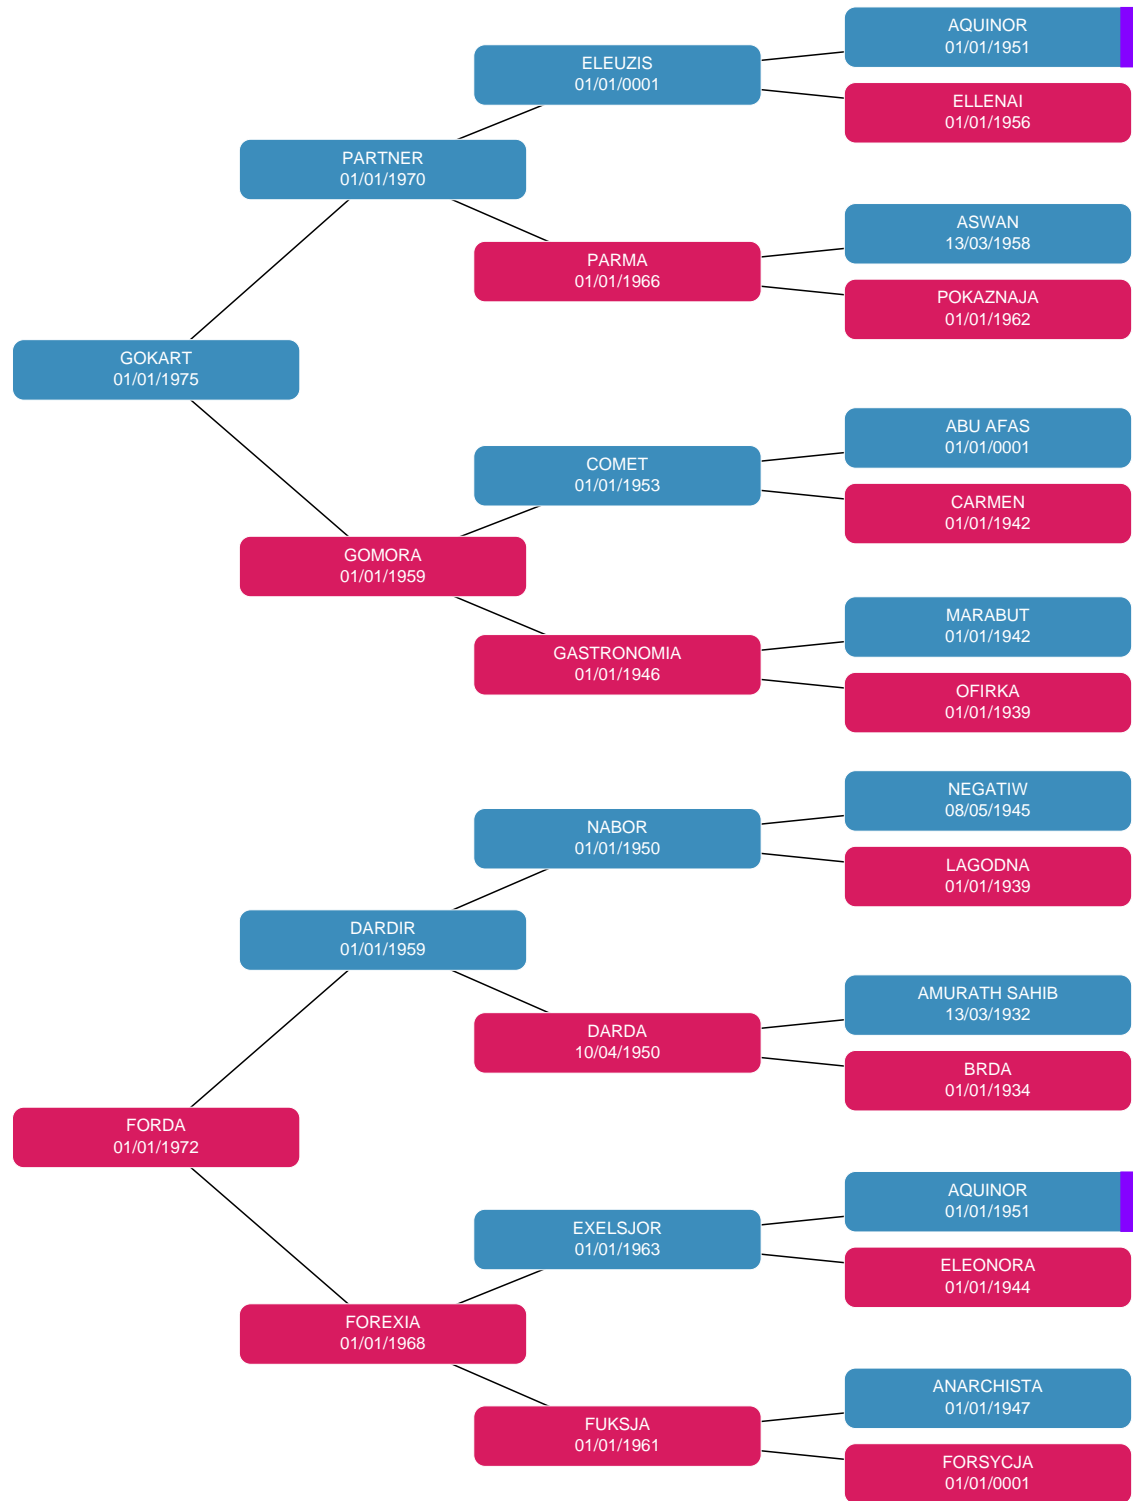 AQUINOR
01/01/1951
ELEUZIS
01/01/0001
ELLENAI
01/01/1956
PARTNER
01/01/1970
ASWAN
13/03/1958
PARMA
01/01/1966
POKAZNAJA
01/01/1962
GOKART
01/01/1975
ABU AFAS
01/01/0001
COMET
01/01/1953
CARMEN
01/01/1942
GOMORA
01/01/1959
MARABUT
01/01/1942
GASTRONOMIA
01/01/1946
OFIRKA
01/01/1939
NEGATIW
08/05/1945
NABOR
01/01/1950
LAGODNA
01/01/1939
DARDIR
01/01/1959
AMURATH SAHIB
13/03/1932
DARDA
10/04/1950
BRDA
01/01/1934
FORDA
01/01/1972
AQUINOR
01/01/1951
EXELSJOR
01/01/1963
ELEONORA
01/01/1944
FOREXIA
01/01/1968
ANARCHISTA
01/01/1947
FUKSJA
01/01/1961
FORSYCJA
01/01/0001